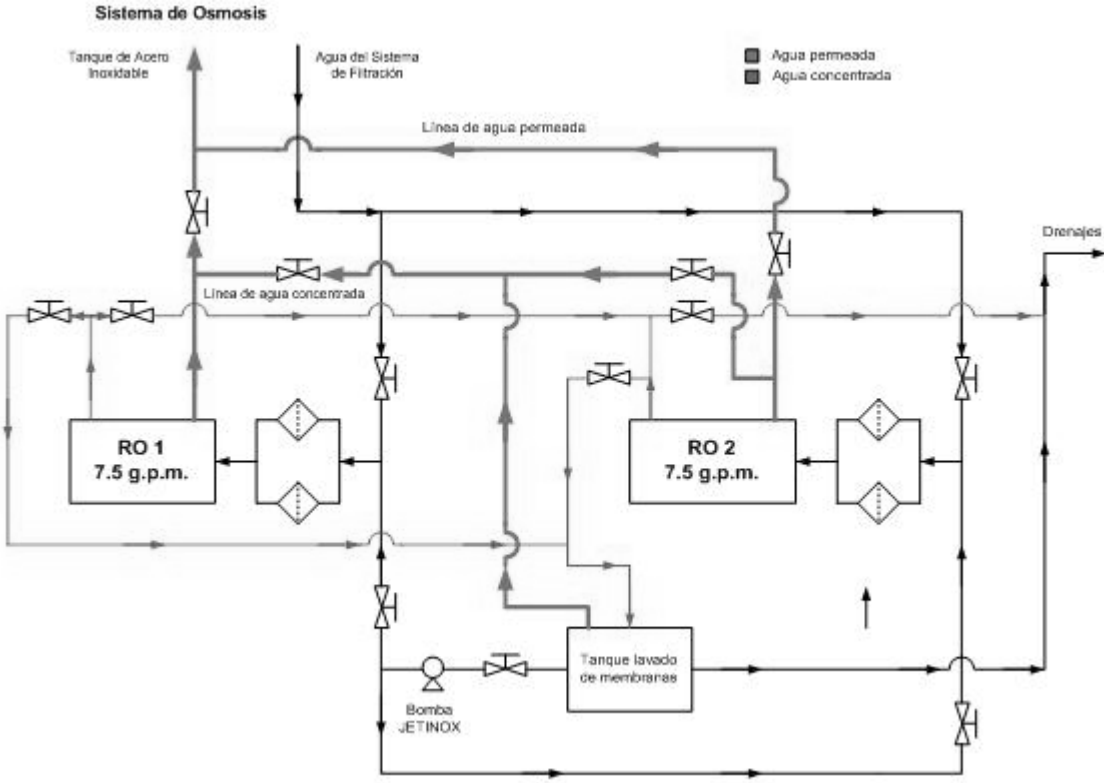 Sistema de Osmosis
Tanque de Acero
Inoxidable
Agua del Sistema
de Filtración
Agua permeada
Agua concentrada
Línea de agua permeada
Drenajes
Línea de agua concentrada
RO 1
7.5 g.p.m.
RO 2
7.5 g.p.m.
Tanque lavado
de membranas
Bomba
JETINOX